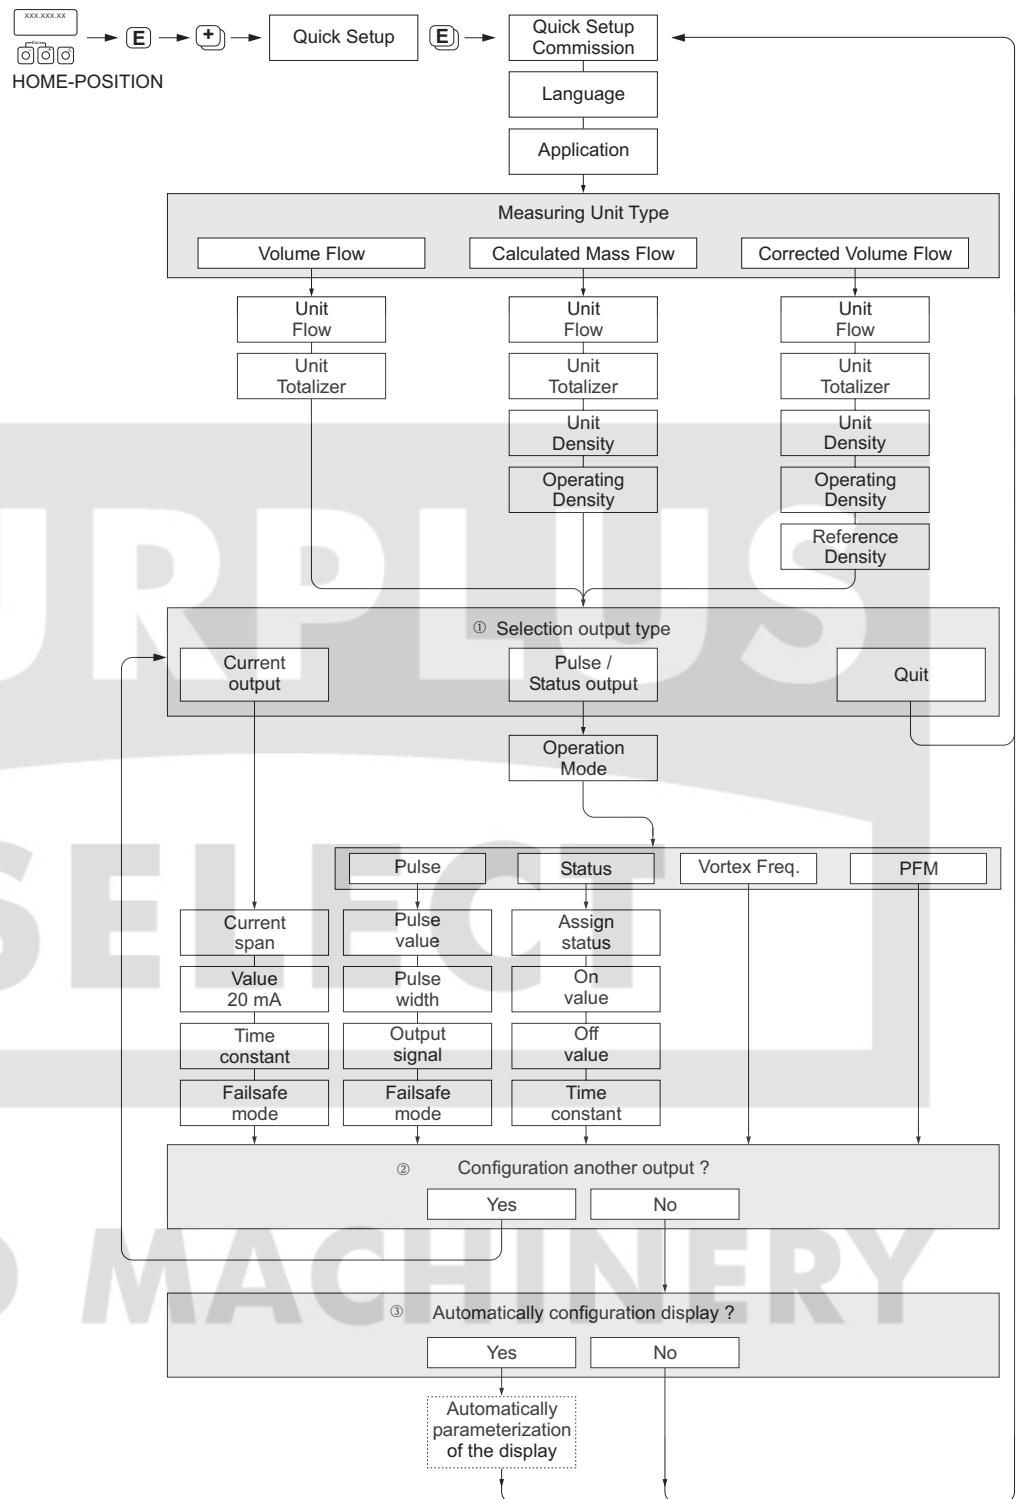 xxx.xxx.xx
Esc
E
+
Quick Setup
E
Quick Setup
Commission
HOME-POSITION
Language
Application
Measuring Unit Type
Volume Flow
Calculated Mass Flow
Corrected Volume Flow
Unit
Flow
Unit
Flow
Unit
Flow
Unit
Totalizer
Unit
Totalizer
Unit
Totalizer
Unit
Density
Unit
Density
Operating
Density
Operating
Density
Reference
Density
① Selection output type
Current
output
Pulse /
Status output
Quit
Operation
Mode
Pulse
Status
Vortex Freq.
PFM
Current
span
Pulse
value
Assign
status
Value
20 mA
Pulse
width
On
value
Time
constant
Output
signal
Off
value
Failsafe
mode
Failsafe
mode
Time
constant
② Configuration another output ?
Yes
No
③ Automatically configuration display ?
Yes
No
Automatically
parameterization
of the display
URPLUS
SELECT
D MACHINERY